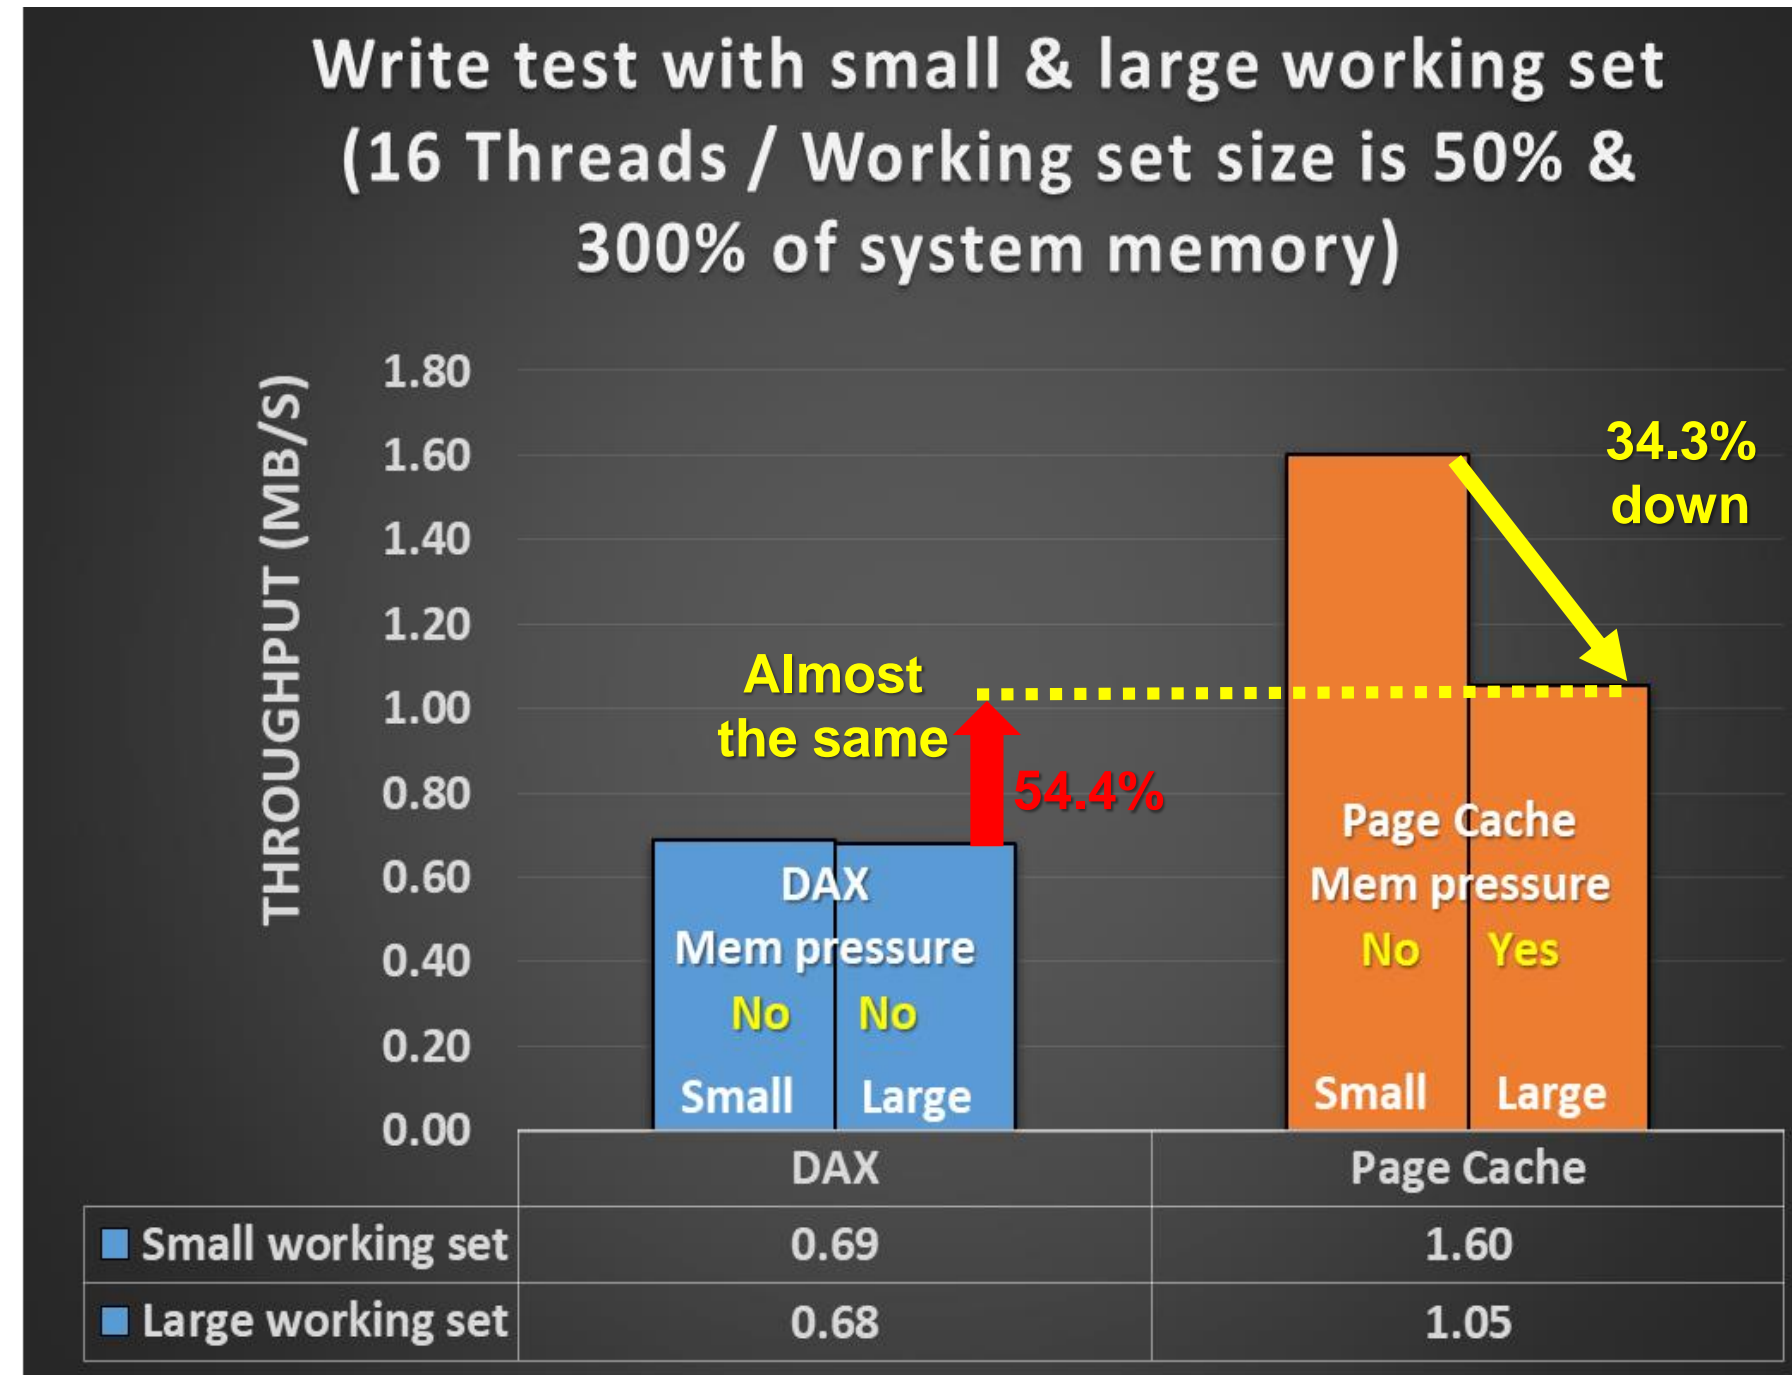 Write test with small & large working set
(16 Threads / Working set size is 50% &
300% of system memory)
THROUGHPUT (MB/S)
1.80
1.60
1.40
1.20
1.00
0.80
0.60
0.40
0.20
0.00
34.3%
down
Almost
the same
54.4%
DAX
Mem pressure
No No
Small Large
Page Cache
Mem pressure
No Yes
Small Large
DAX Page Cache
Small working set 0.69 1.60
Large working set 0.68 1.05